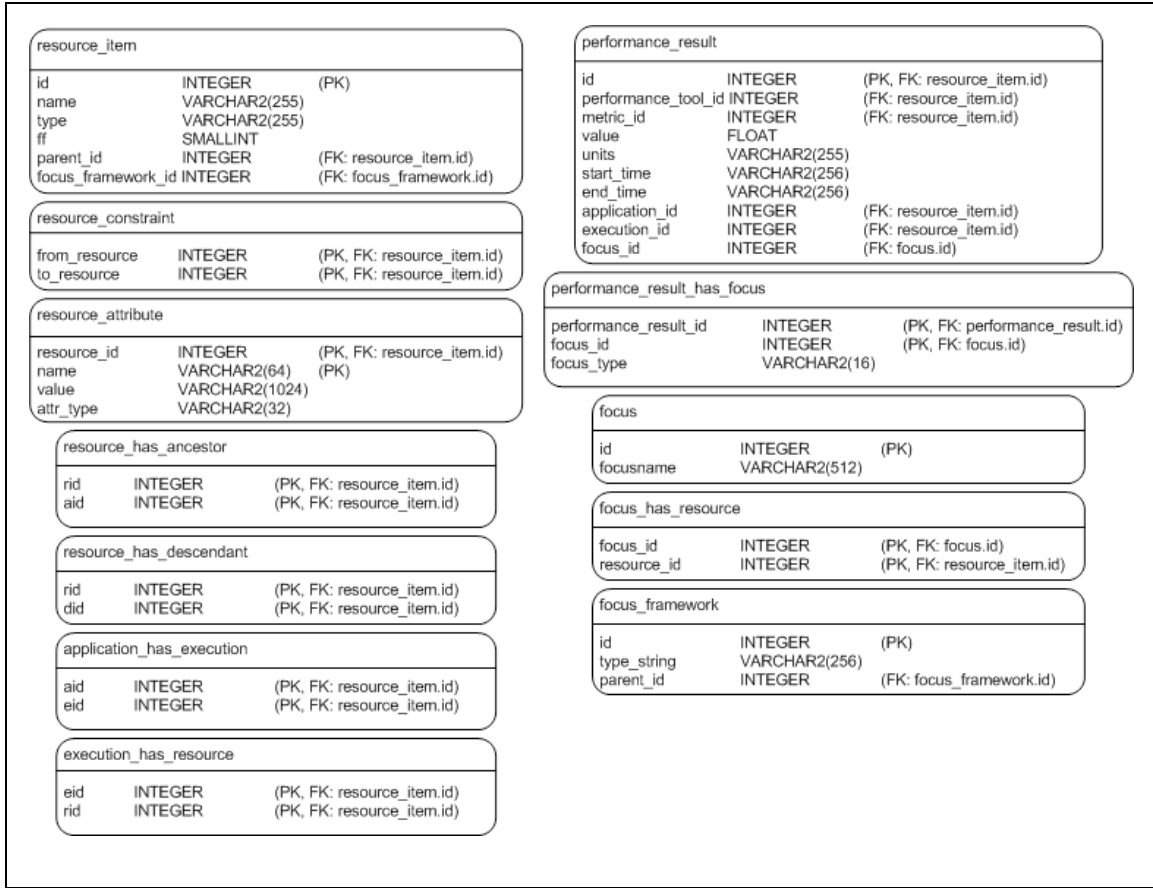 resource_item
id INTEGER (PK)
name VARCHAR2(255)
type VARCHAR2(255)
ff SMALLINT
parent_id INTEGER (FK: resource_item.id)
focus_framework_id INTEGER (FK: focus_framework.id)
resource_constraint
from_resource INTEGER (PK, FK: resource_item.id)
to_resource INTEGER (PK, FK: resource_item.id)
resource_attribute
resource_id INTEGER (PK, FK: resource_item.id)
name VARCHAR2(64) (PK)
value VARCHAR2(1024)
attr_type VARCHAR2(32)
resource_has_ancestor
rid INTEGER (PK, FK: resource_item.id)
aid INTEGER (PK, FK: resource_item.id)
resource_has_descendant
rid INTEGER (PK, FK: resource_item.id)
did INTEGER (PK, FK: resource_item.id)
application_has_execution
aid INTEGER (PK, FK: resource_item.id)
eid INTEGER (PK, FK: resource_item.id)
execution_has_resource
eid INTEGER (PK, FK: resource_item.id)
rid INTEGER (PK, FK: resource_item.id)
performance_result
id INTEGER (PK, FK: resource_item.id)
performance_tool_id INTEGER (FK: resource_item.id)
metric_id INTEGER (FK: resource_item.id)
value FLOAT
units VARCHAR2(255)
start_time VARCHAR2(256)
end_time VARCHAR2(256)
application_id INTEGER (FK: resource_item.id)
execution_id INTEGER (FK: resource_item.id)
focus_id INTEGER (FK: focus.id)
performance_result_has_focus
performance_result_id INTEGER (PK, FK: performance_result.id)
focus_id INTEGER (PK, FK: focus.id)
focus_type VARCHAR2(16)
focus
id INTEGER (PK)
focusname VARCHAR2(512)
focus_has_resource
focus_id INTEGER (PK, FK: focus.id)
resource_id INTEGER (PK, FK: resource_item.id)
focus_framework
id INTEGER (PK)
type_string VARCHAR2(256)
parent_id INTEGER (FK: focus_framework.id)